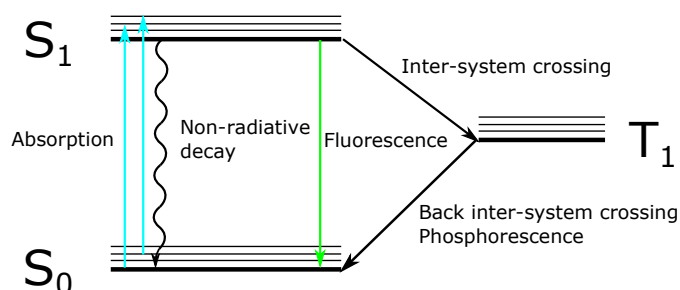 S1
Inter-system crossing
Absorption
Non-radiative
decay
Fluorescence
T1
Back inter-system crossing
Phosphorescence
S0